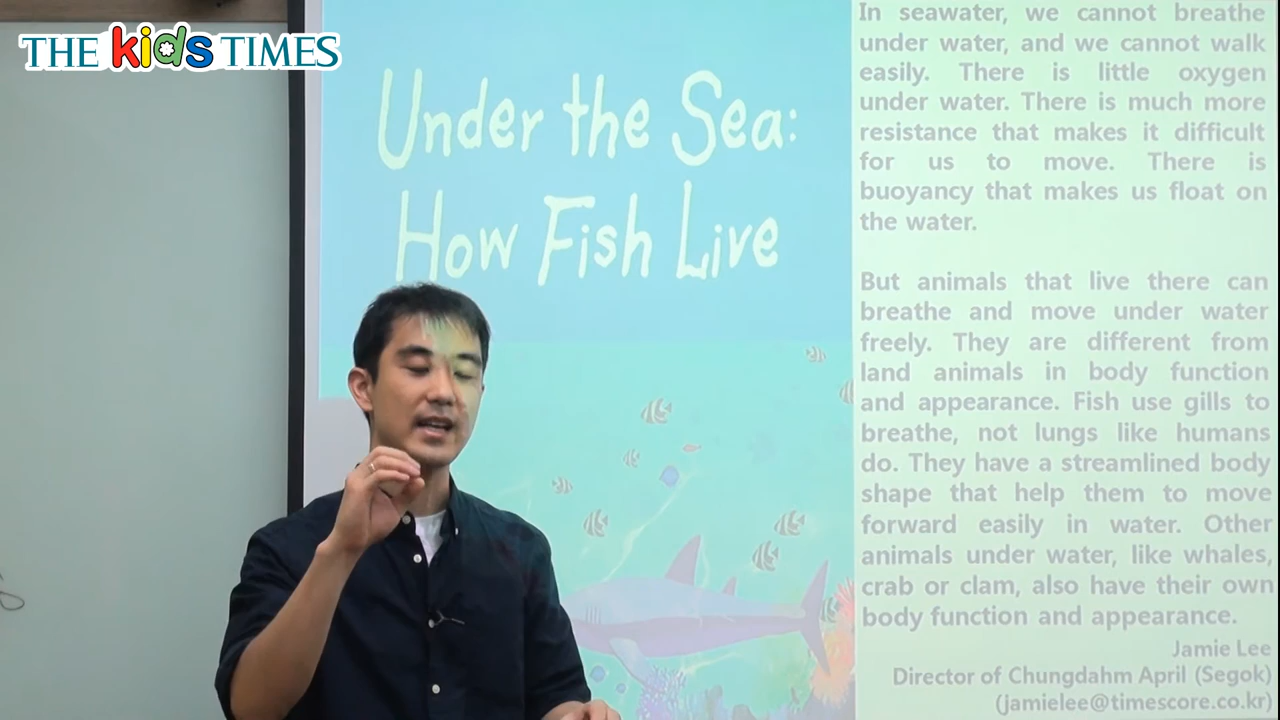 THE kids TIMES
Under the Sea:
How Fish Live
In seawater, we cannot breathe
under water, and we cannot walk
easily. There is little oxygen
under water. There is much more
resistance that makes it difficult
for us to move. There is
buoyancy that makes us float on
the water.
But animals that live there can
breathe and move under water
freely. They are different from
land animals in body function
and appearance. Fish use gills to
breathe, not lungs like humans
do. They have a streamlined body
shape that help them to move
forward easily in water. Other
animals under water, like whales,
crab or clam, also have their own
body function and appearance.
Jamie Lee
Director of Chungdahm April (Segok)
(jamielee@timescore.co.kr)